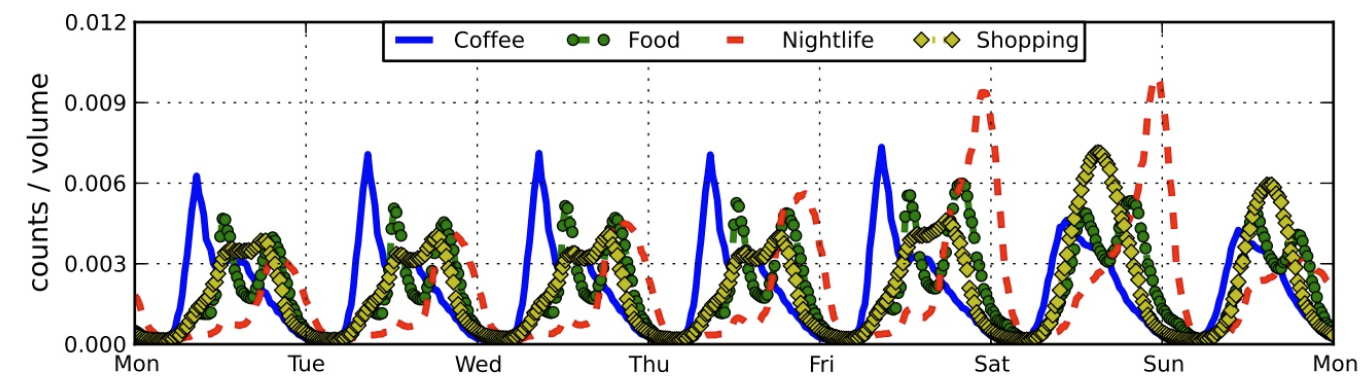 0.012
0.009
0.006
0.003
0.000
counts / volume
Coffee Food Nightlife Shopping
Mon Tue Wed Thu Fri Sat Sun Mon